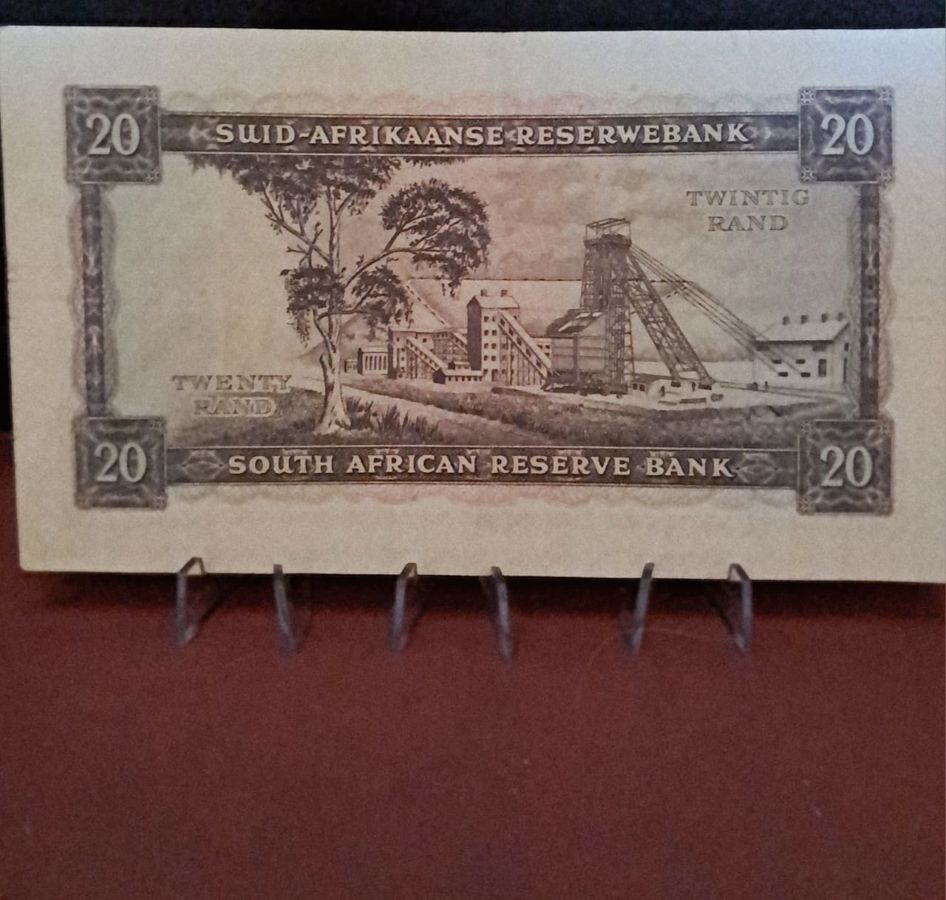 20 SUID-AFRIKAANSE RESERWEBANK 20
TWINTIG
RAND
TWENTY
RAND
20 SOUTH AFRICAN RESERVE BANK 20